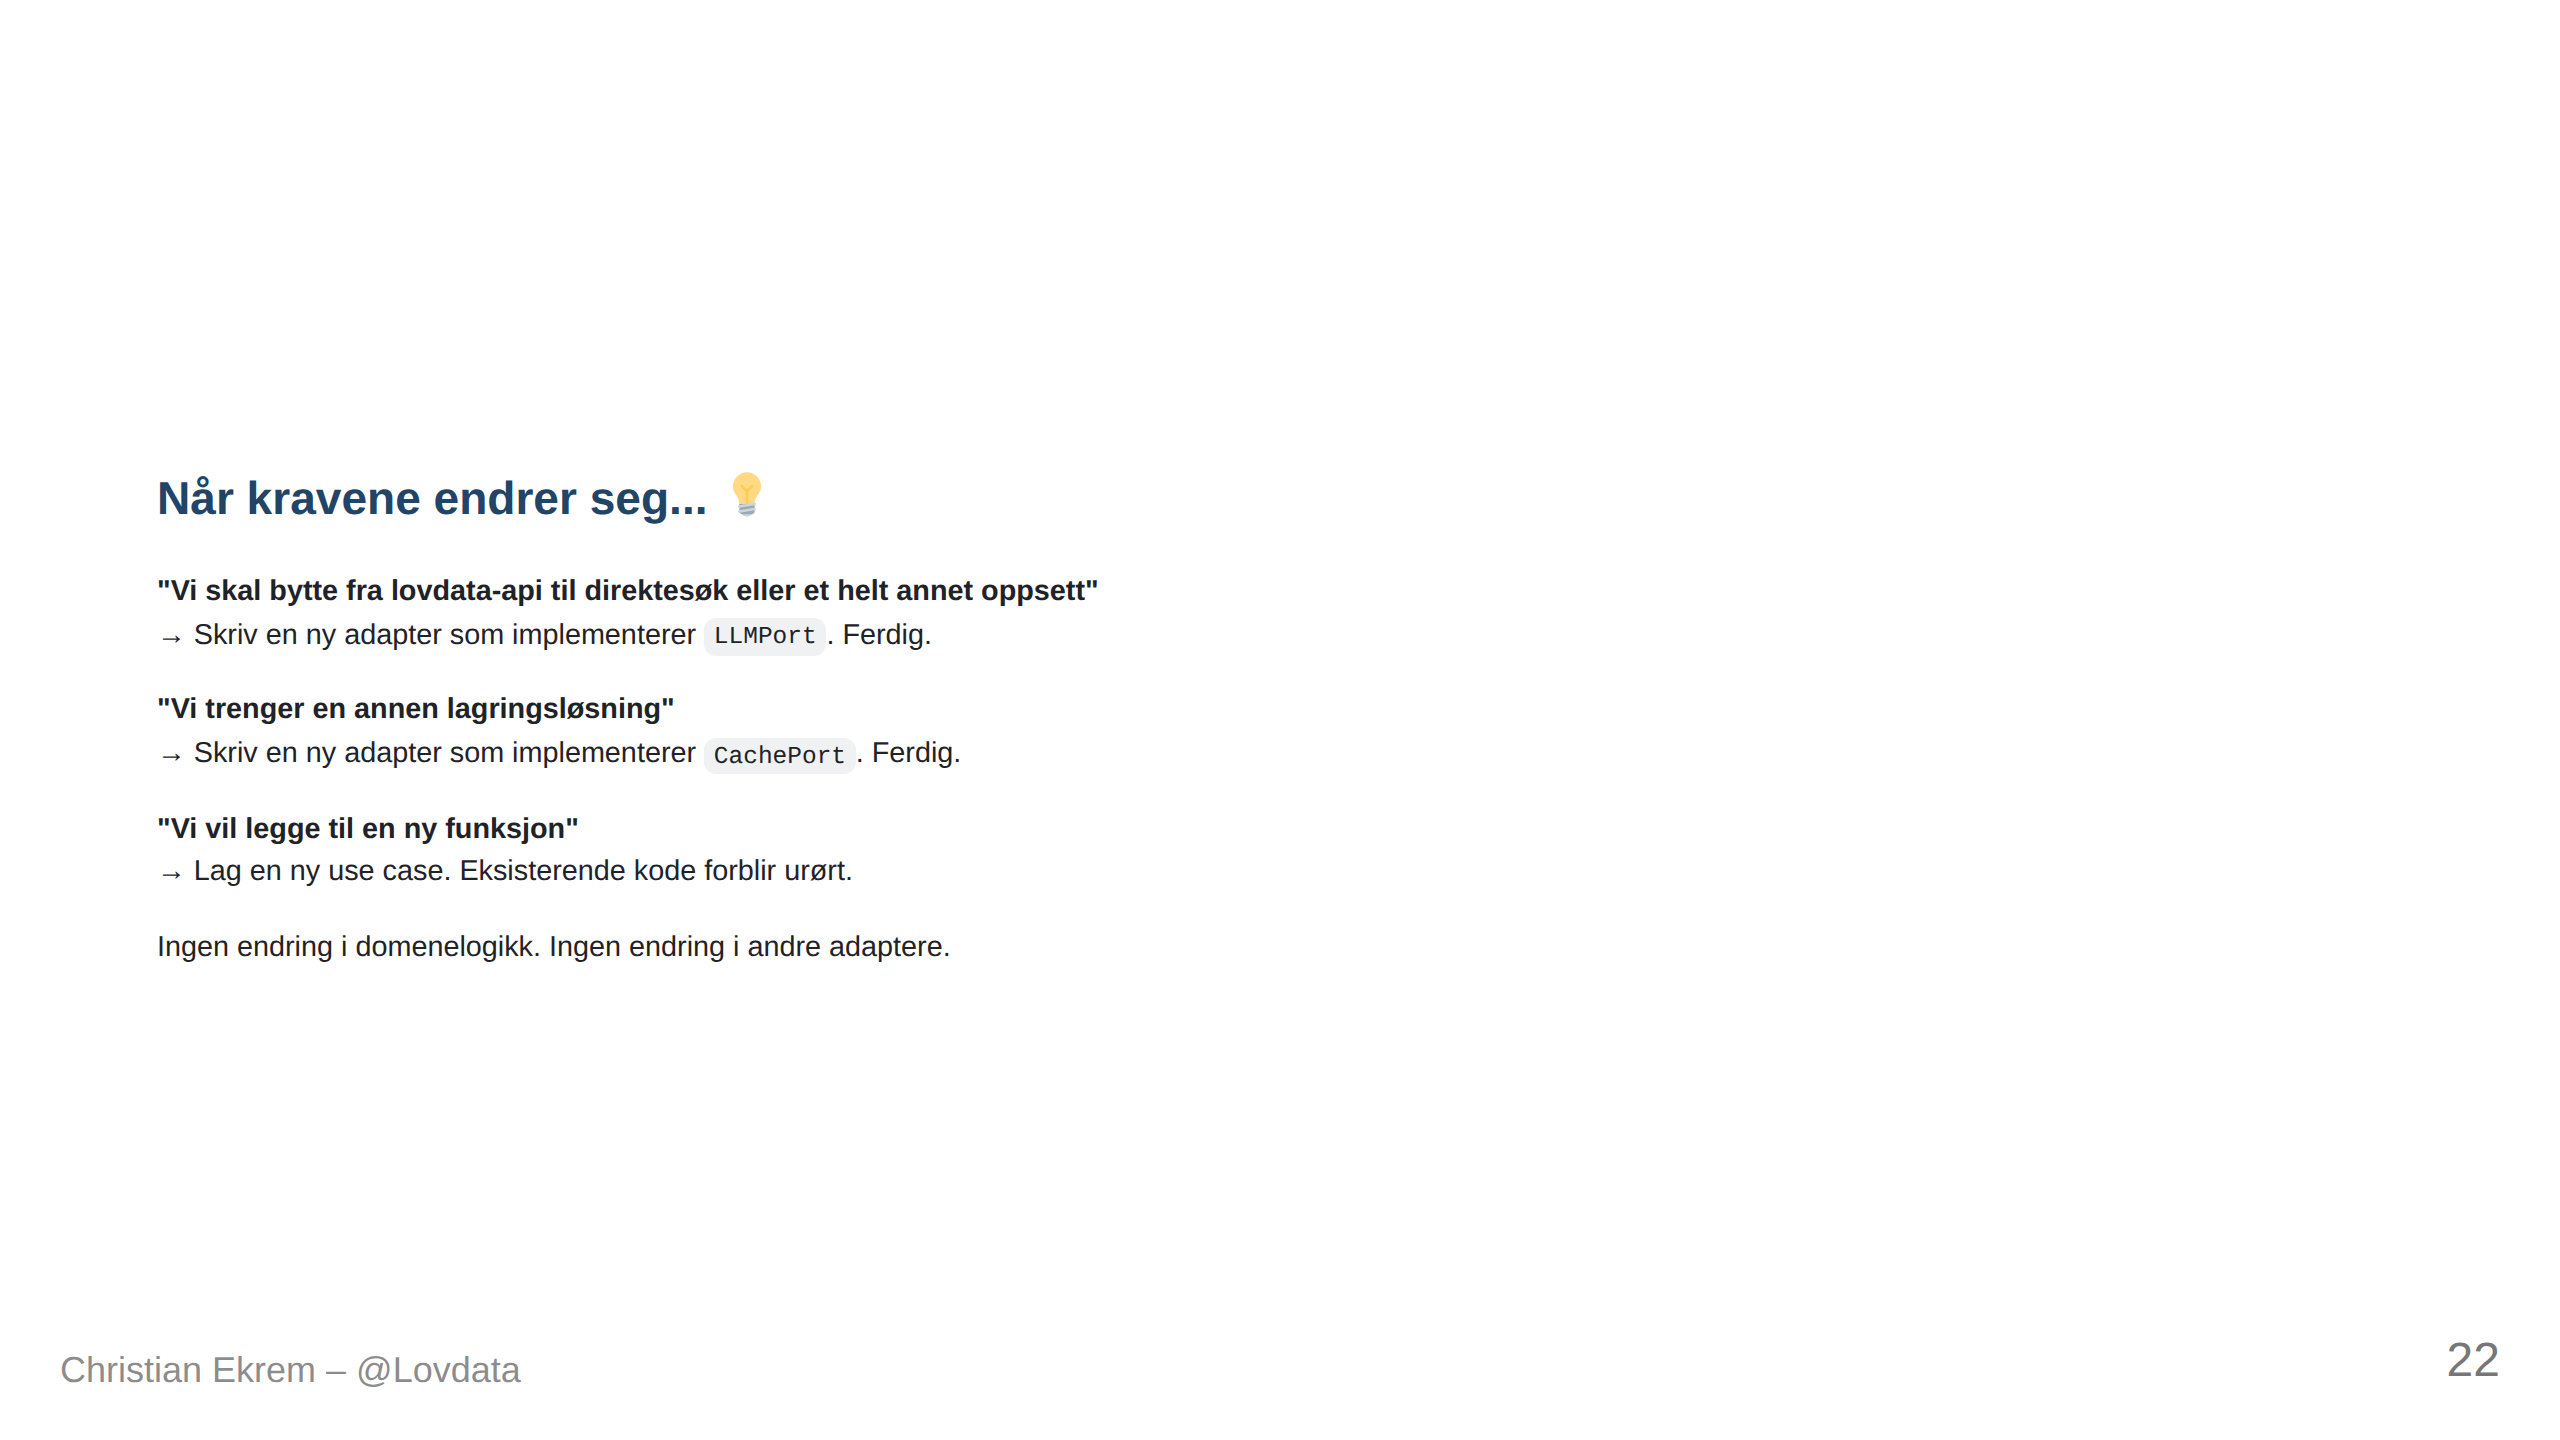 Når kravene endrer seg... 💡
"Vi skal bytte fra lovdata-api til direktesøk eller et helt annet oppsett"
→ Skriv en ny adapter som implementerer LLMPort. Ferdig.
"Vi trenger en annen lagringsløsning"
→ Skriv en ny adapter som implementerer CachePort. Ferdig.
"Vi vil legge til en ny funksjon"
→ Lag en ny use case. Eksisterende kode forblir urørt.
Ingen endring i domenelogikk. Ingen endring i andre adaptere.
Christian Ekrem – @Lovdata
22